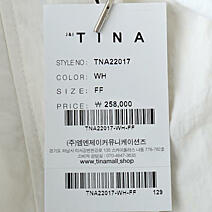 J&I TINA
STYLE NO : TNA22017
COLOR: WH
SIZE: FF
PRICE: ₩ 258,000
TNA22017-WH-FF
(주)엠엔제이커뮤니케이션즈
www.tinamall.shop
TNA22017-WH-FF 129